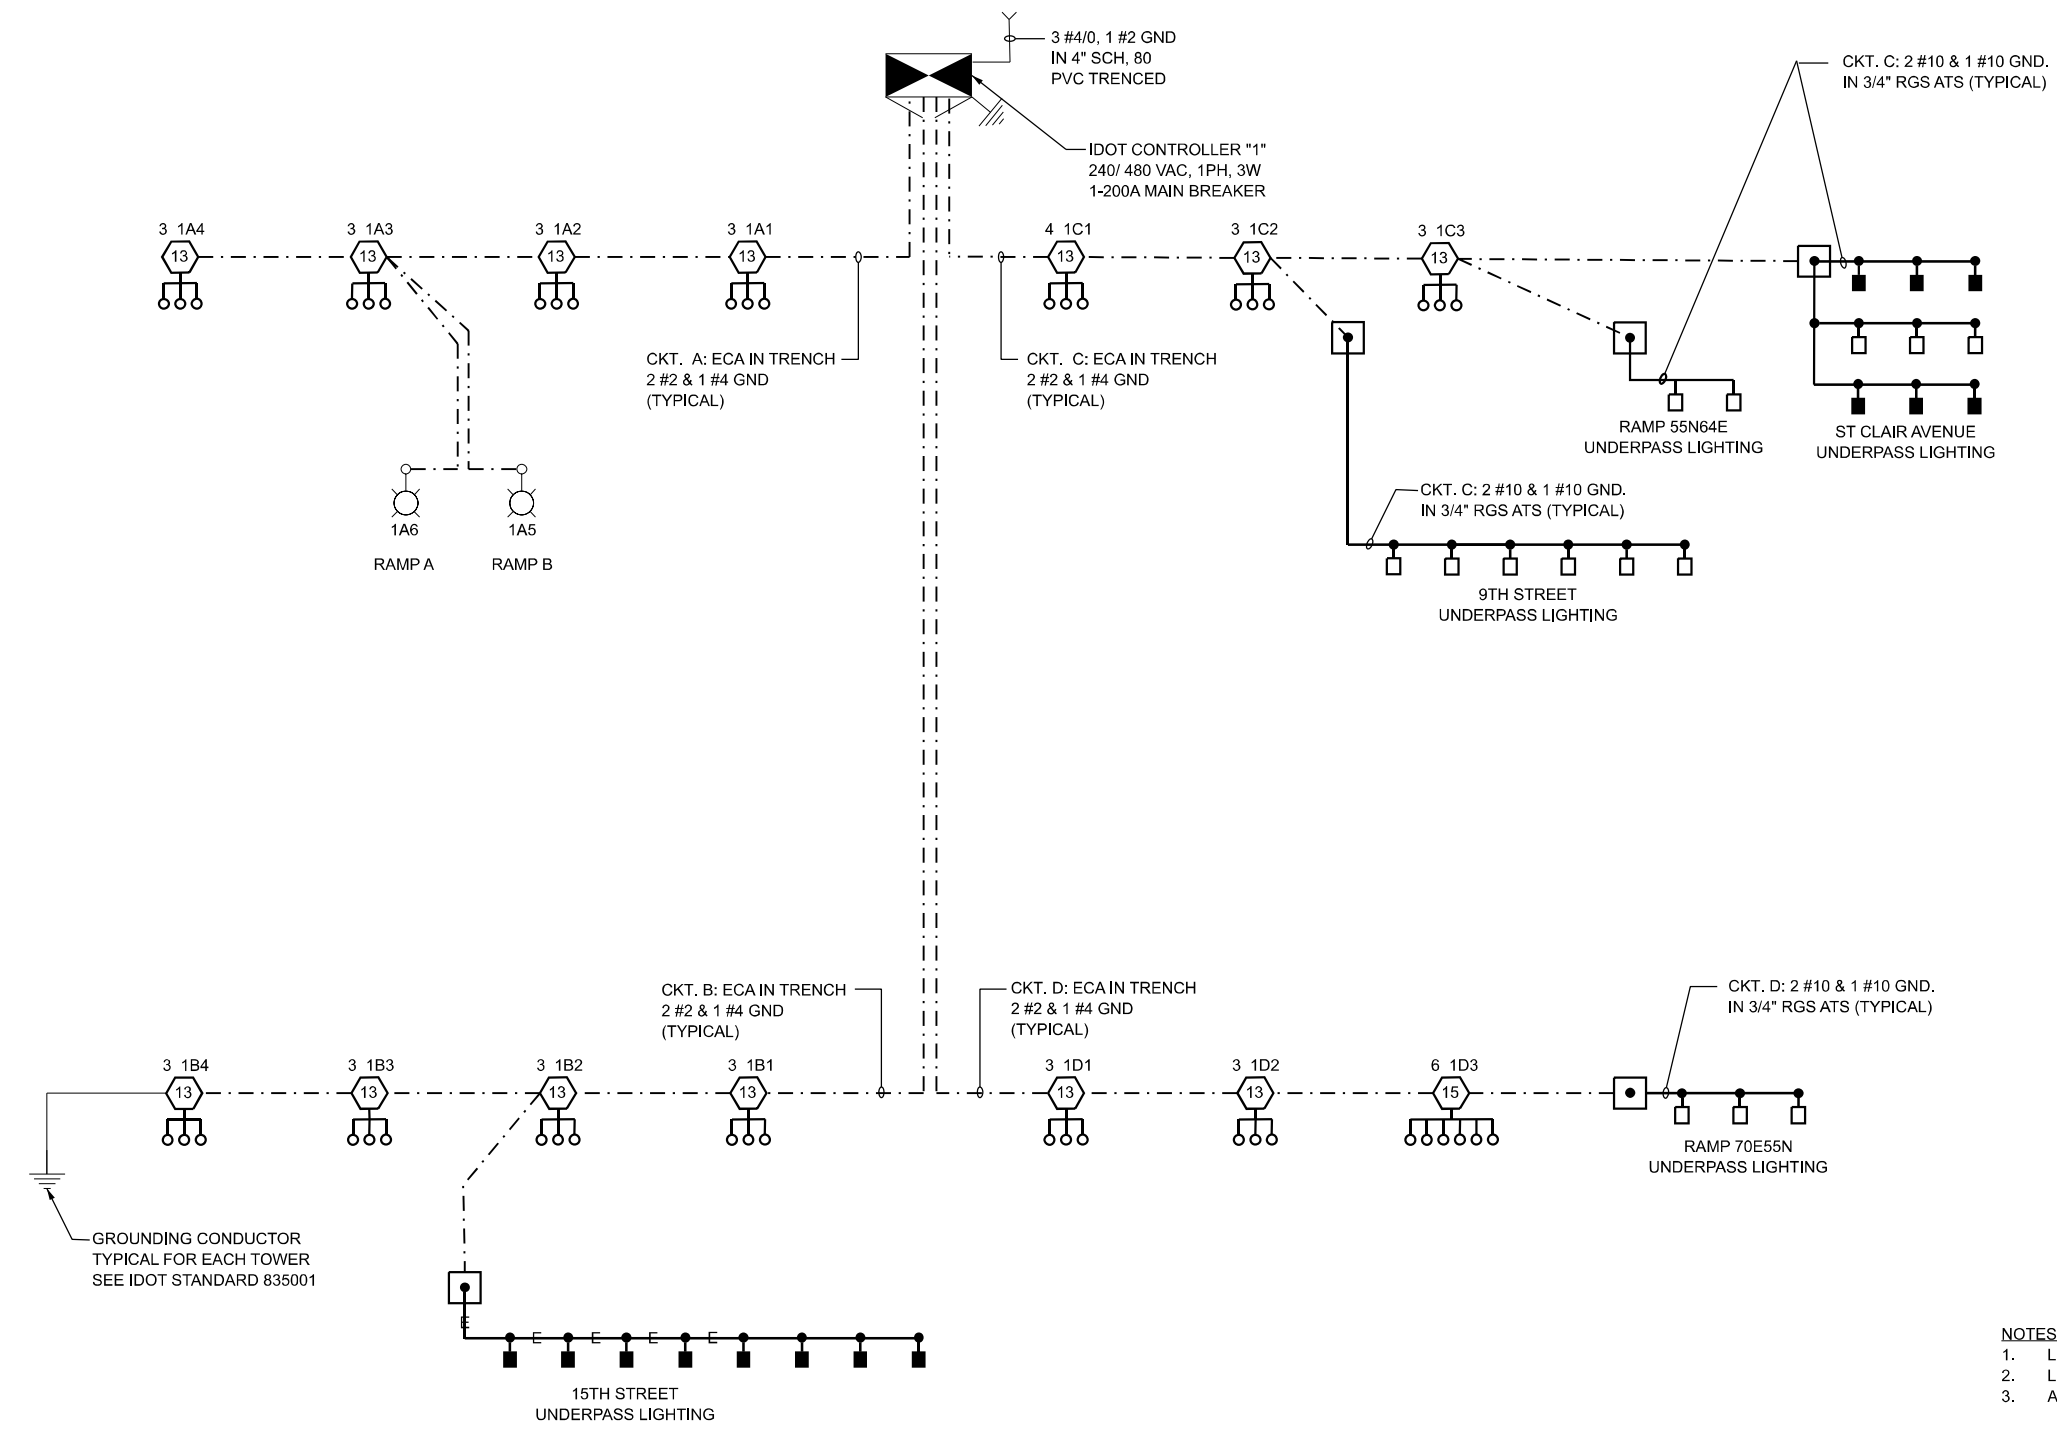 3 #4/0, 1 #2 GND
IN 4" SCH, 80
PVC TRENCED
CKT. C: 2 #10 & 1 #10 GND.
IN 3/4" RGS ATS (TYPICAL)
IDOT CONTROLLER "1"
240/ 480 VAC, 1PH, 3W
1-200A MAIN BREAKER
3 1A4
13
3 1A3
13
3 1A2
13
3 1A1
13
4 1C1
13
3 1C2
13
3 1C3
13
CKT. A: ECA IN TRENCH
2 #2 & 1 #4 GND
(TYPICAL)
CKT. C: ECA IN TRENCH
2 #2 & 1 #4 GND
(TYPICAL)
RAMP 55N64E
UNDERPASS LIGHTING
ST CLAIR AVENUE
UNDERPASS LIGHTING
1A6
RAMP A
1A5
RAMP B
CKT. C: 2 #10 & 1 #10 GND.
IN 3/4" RGS ATS (TYPICAL)
9TH STREET
UNDERPASS LIGHTING
CKT. B: ECA IN TRENCH
2 #2 & 1 #4 GND
(TYPICAL)
CKT. D: ECA IN TRENCH
2 #2 & 1 #4 GND
(TYPICAL)
CKT. D: 2 #10 & 1 #10 GND.
IN 3/4" RGS ATS (TYPICAL)
3 1B4
13
3 1B3
13
3 1B2
13
3 1B1
13
3 1D1
13
3 1D2
13
6 1D3
15
RAMP 70E55N
UNDERPASS LIGHTING
GROUNDING CONDUCTOR
TYPICAL FOR EACH TOWER
SEE IDOT STANDARD 835001
E
E E E E
15TH STREET
UNDERPASS LIGHTING
NOTES
1. L
2. L
3. A